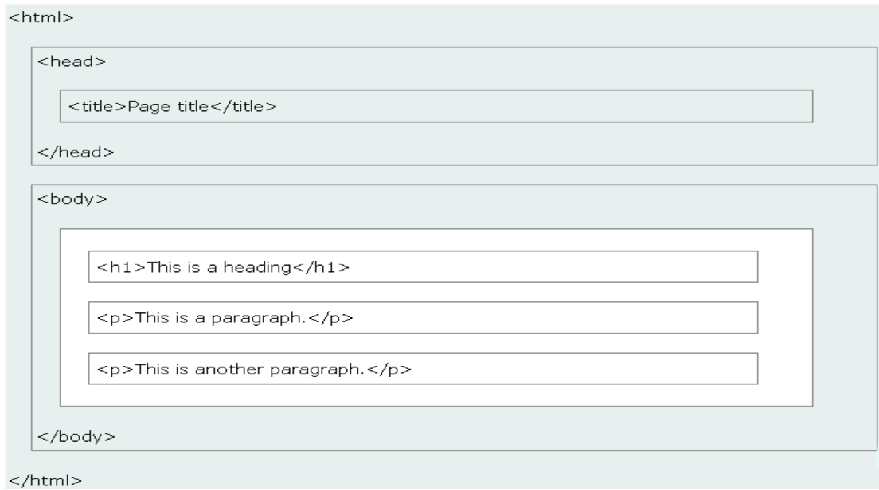 <html>
<head>
<title>Page title</title>
</head>
<body>
<h1>This is a heading</h1>
<p>This is a paragraph.</p>
<p>This is another paragraph.</p>
</body>
</html>